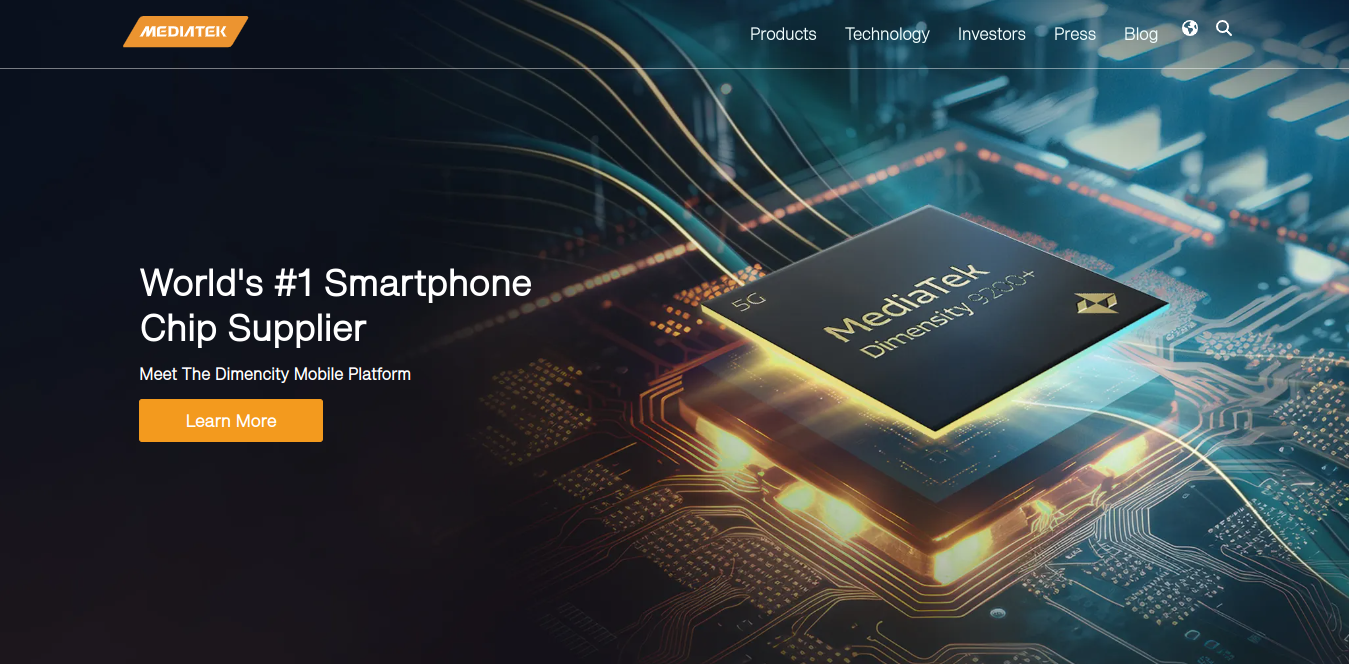 MEDIATEK
Products Technology Investors Press Blog
World's #1 Smartphone
Chip Supplier
Meet The Dimencity Mobile Platform
Learn More
5G
MediaTek
Dimensity 9200+